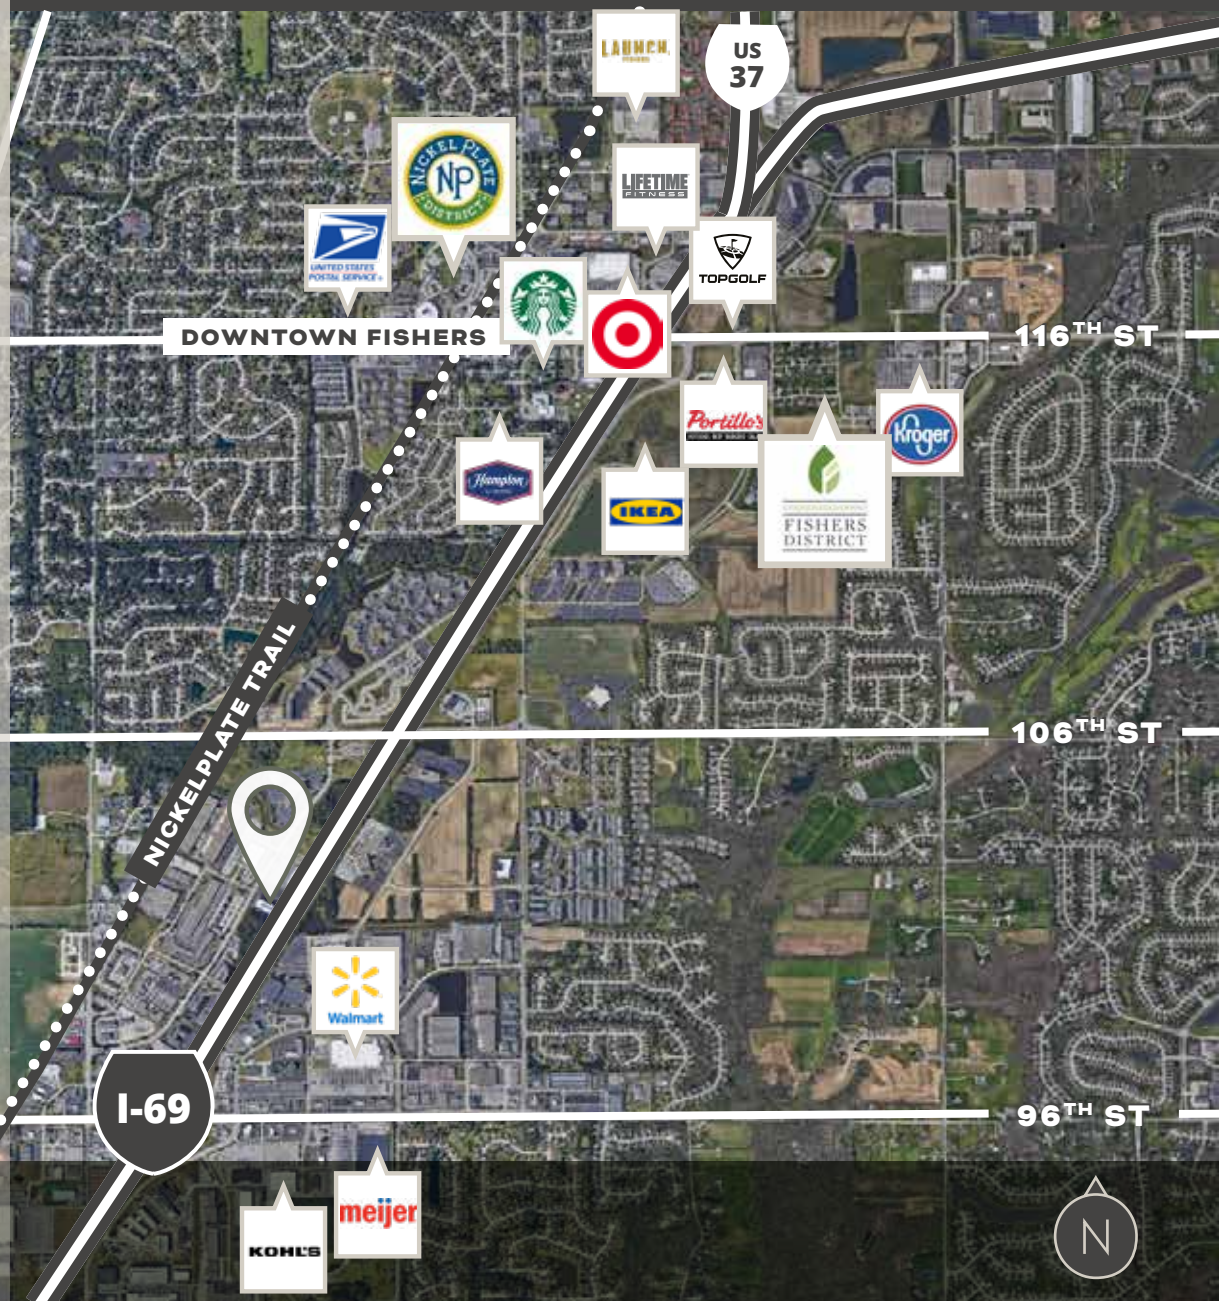 LAUNCH
FISHERS
US
37
NICKEL PLATE
NP
DISTRICT
LIFETIME
FITNESS
UNITED STATES
POSTAL SERVICE
TOPGOLF
DOWNTOWN FISHERS
116TH ST
Portillo's
Kroger
Hampton
IKEA
FISHERS
DISTRICT
NICKELPLATE TRAIL
106TH ST
Walmart
I-69
96TH ST
meijer
KOHL'S
N